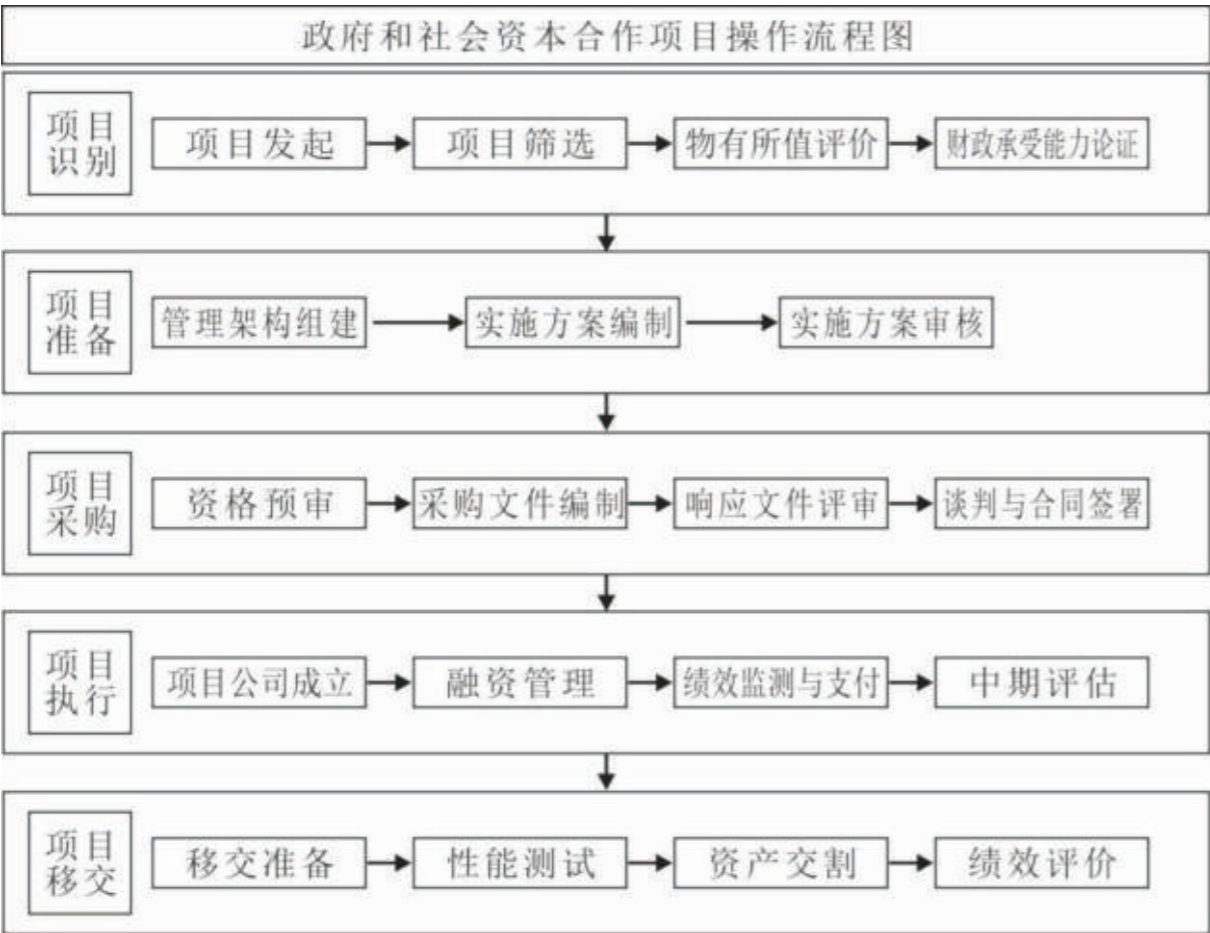 政府和社会资本合作项目操作流程图
项目
识别
项目发起
项目筛选
物有所值评价
财政承受能力论证
项目
准备
管理架构组建
实施方案编制
实施方案审核
项目
采购
资格预审
采购文件编制
响应文件评审
谈判与合同签署
项目
执行
项目公司成立
融资管理
绩效监测与支付
中期评估
项目
移交
移交准备
性能测试
资产交割
绩效评价